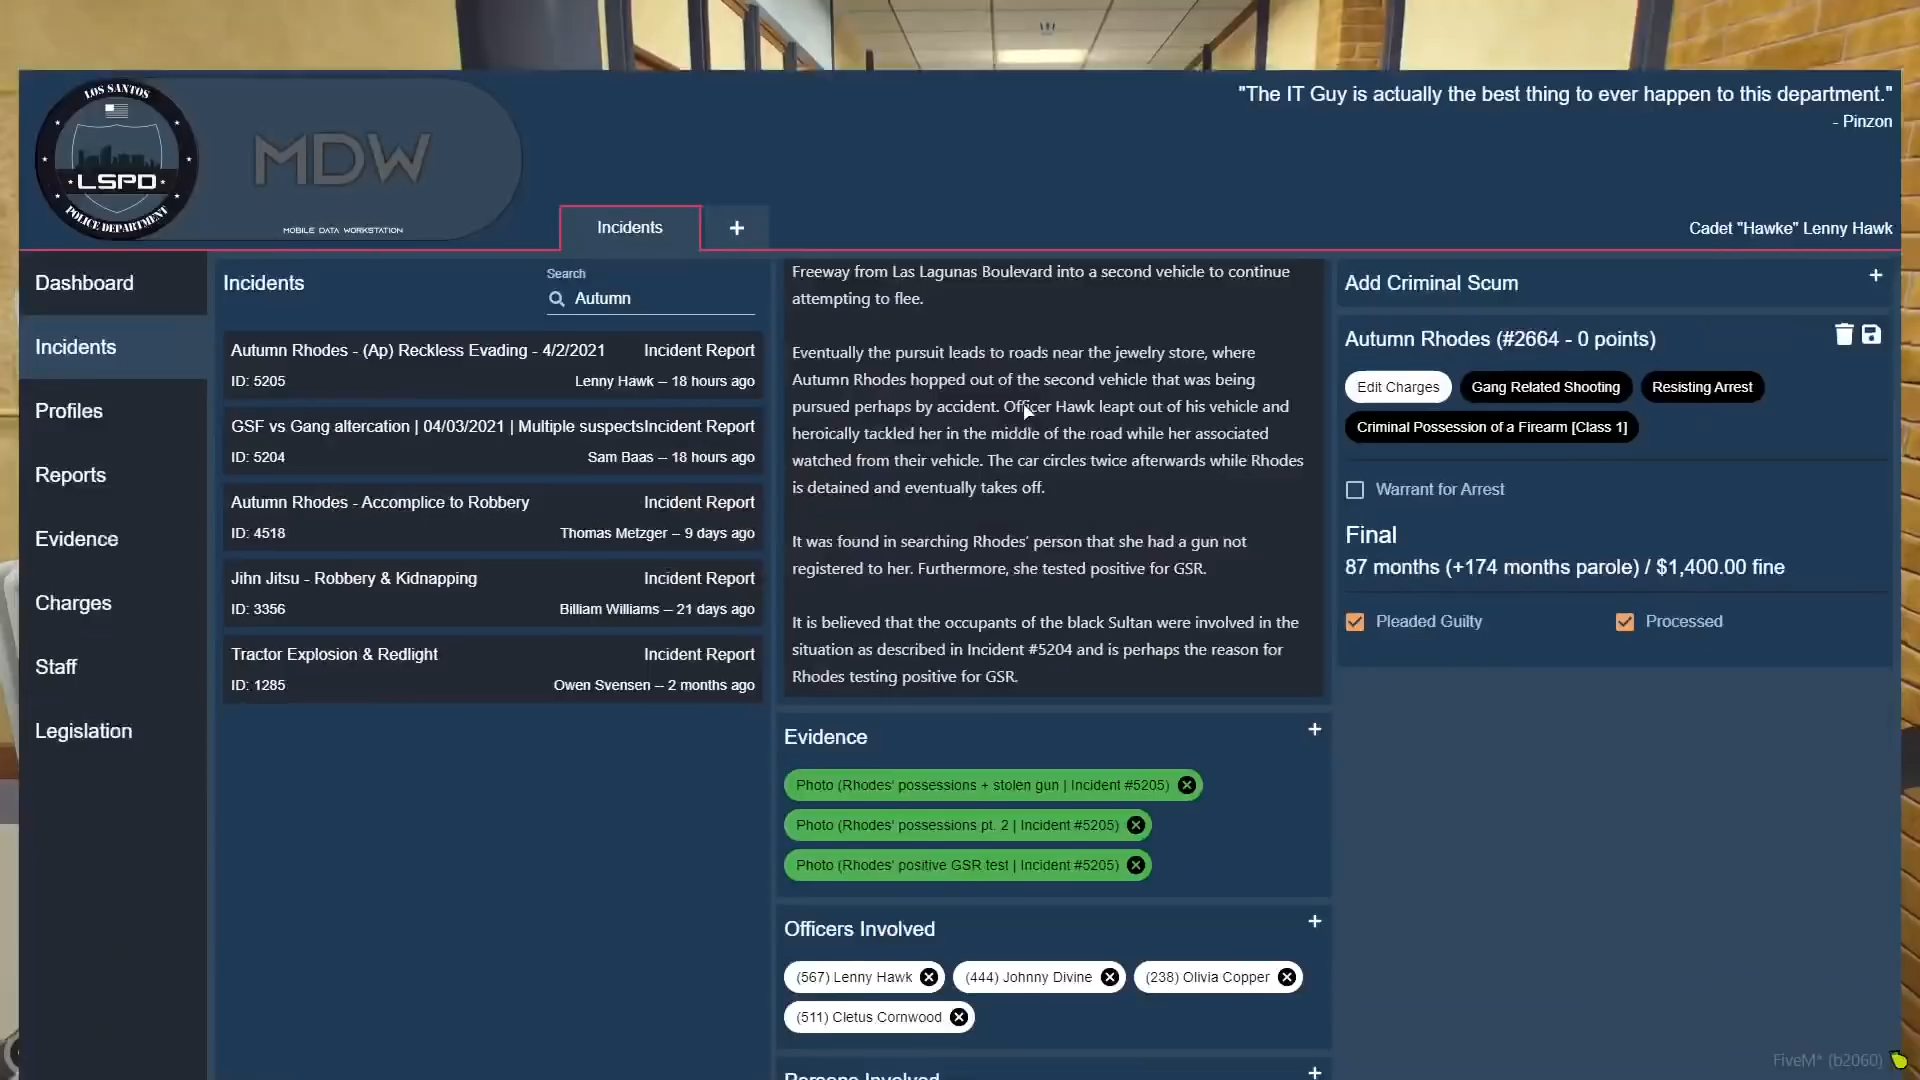 LOS SANTOS
LSPD
POLICE DEPARTMENT
MDW
MOBILE DATA WORKSTATION
"The IT Guy is actually the best thing to ever happen to this department."
- Pinzon
Incidents
+
Cadet "Hawke" Lenny Hawk
Dashboard
Incidents
Profiles
Reports
Evidence
Charges
Staff
Legislation
Incidents
Search
Autumn
Autumn Rhodes - (Ap) Reckless Evading - 4/2/2021 Incident Report
ID: 5205 Lenny Hawk – 18 hours ago
GSF vs Gang altercation | 04/03/2021 | Multiple suspects Incident Report
ID: 5204 Sam Baas – 18 hours ago
Autumn Rhodes - Accomplice to Robbery Incident Report
ID: 4518 Thomas Metzger – 9 days ago
Jihn Jitsu - Robbery & Kidnapping Incident Report
ID: 3356 Billiam Williams – 21 days ago
Tractor Explosion & Redlight Incident Report
ID: 1285 Owen Svensen – 2 months ago
Freeway from Las Lagunas Boulevard into a second vehicle to continue
attempting to flee.
Eventually the pursuit leads to roads near the jewelry store, where
Autumn Rhodes hopped out of the second vehicle that was being
pursued perhaps by accident. Officer Hawk leapt out of his vehicle and
heroically tackled her in the middle of the road while her associated
watched from their vehicle. The car circles twice afterwards while Rhodes
is detained and eventually takes off.
It was found in searching Rhodes' person that she had a gun not
registered to her. Furthermore, she tested positive for GSR.
It is believed that the occupants of the black Sultan were involved in the
situation as described in Incident #5204 and is perhaps the reason for
Rhodes testing positive for GSR.
Evidence +
Photo (Rhodes' possessions + stolen gun | Incident #5205)
Photo (Rhodes' possessions pt. 2 | Incident #5205)
Photo (Rhodes' positive GSR test | Incident #5205)
Officers Involved +
(567) Lenny Hawk (444) Johnny Divine (238) Olivia Copper
(511) Cletus Cornwood
Persons Involved +
Add Criminal Scum +
Autumn Rhodes (#2664 - 0 points)
Edit Charges Gang Related Shooting Resisting Arrest
Criminal Possession of a Firearm [Class 1]
Warrant for Arrest
Final
87 months (+174 months parole) / $1,400.00 fine
Pleaded Guilty Processed
FiveM* (b2060)